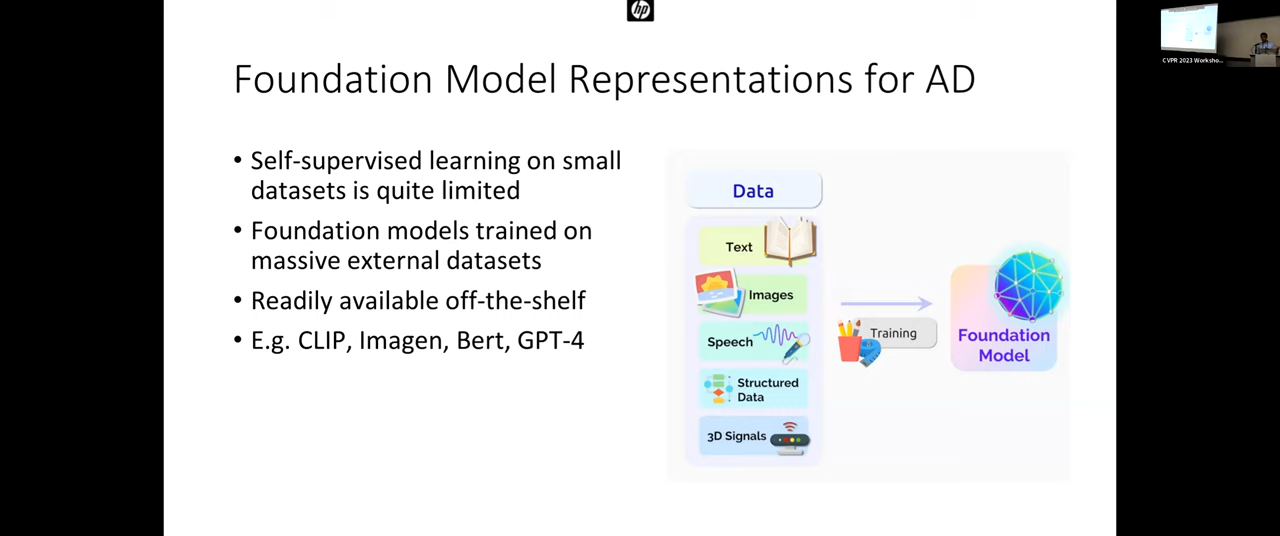 hp
Foundation Model Representations for AD
• Self-supervised learning on small
datasets is quite limited
• Foundation models trained on
massive external datasets
• Readily available off-the-shelf
• E.g. CLIP, Imagen, Bert, GPT-4
Data
Text
Images
Speech
Structured
Data
3D Signals
Training
Foundation
Model
CVPR 2023 Worksho...